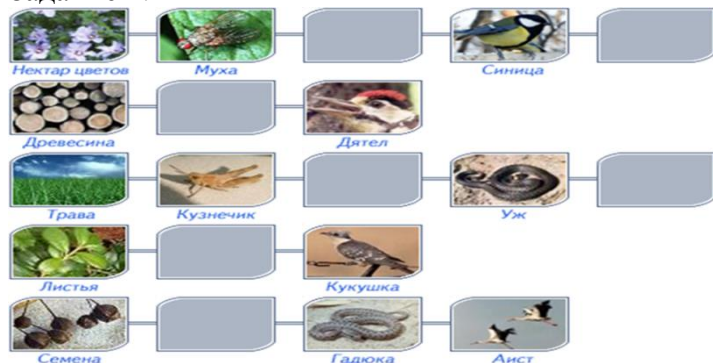 Нектар цветов Муха Синица
Древесина Дятел
Трава Кузнечик Уж
Листья Кукушка
Семена Гадюка Аист